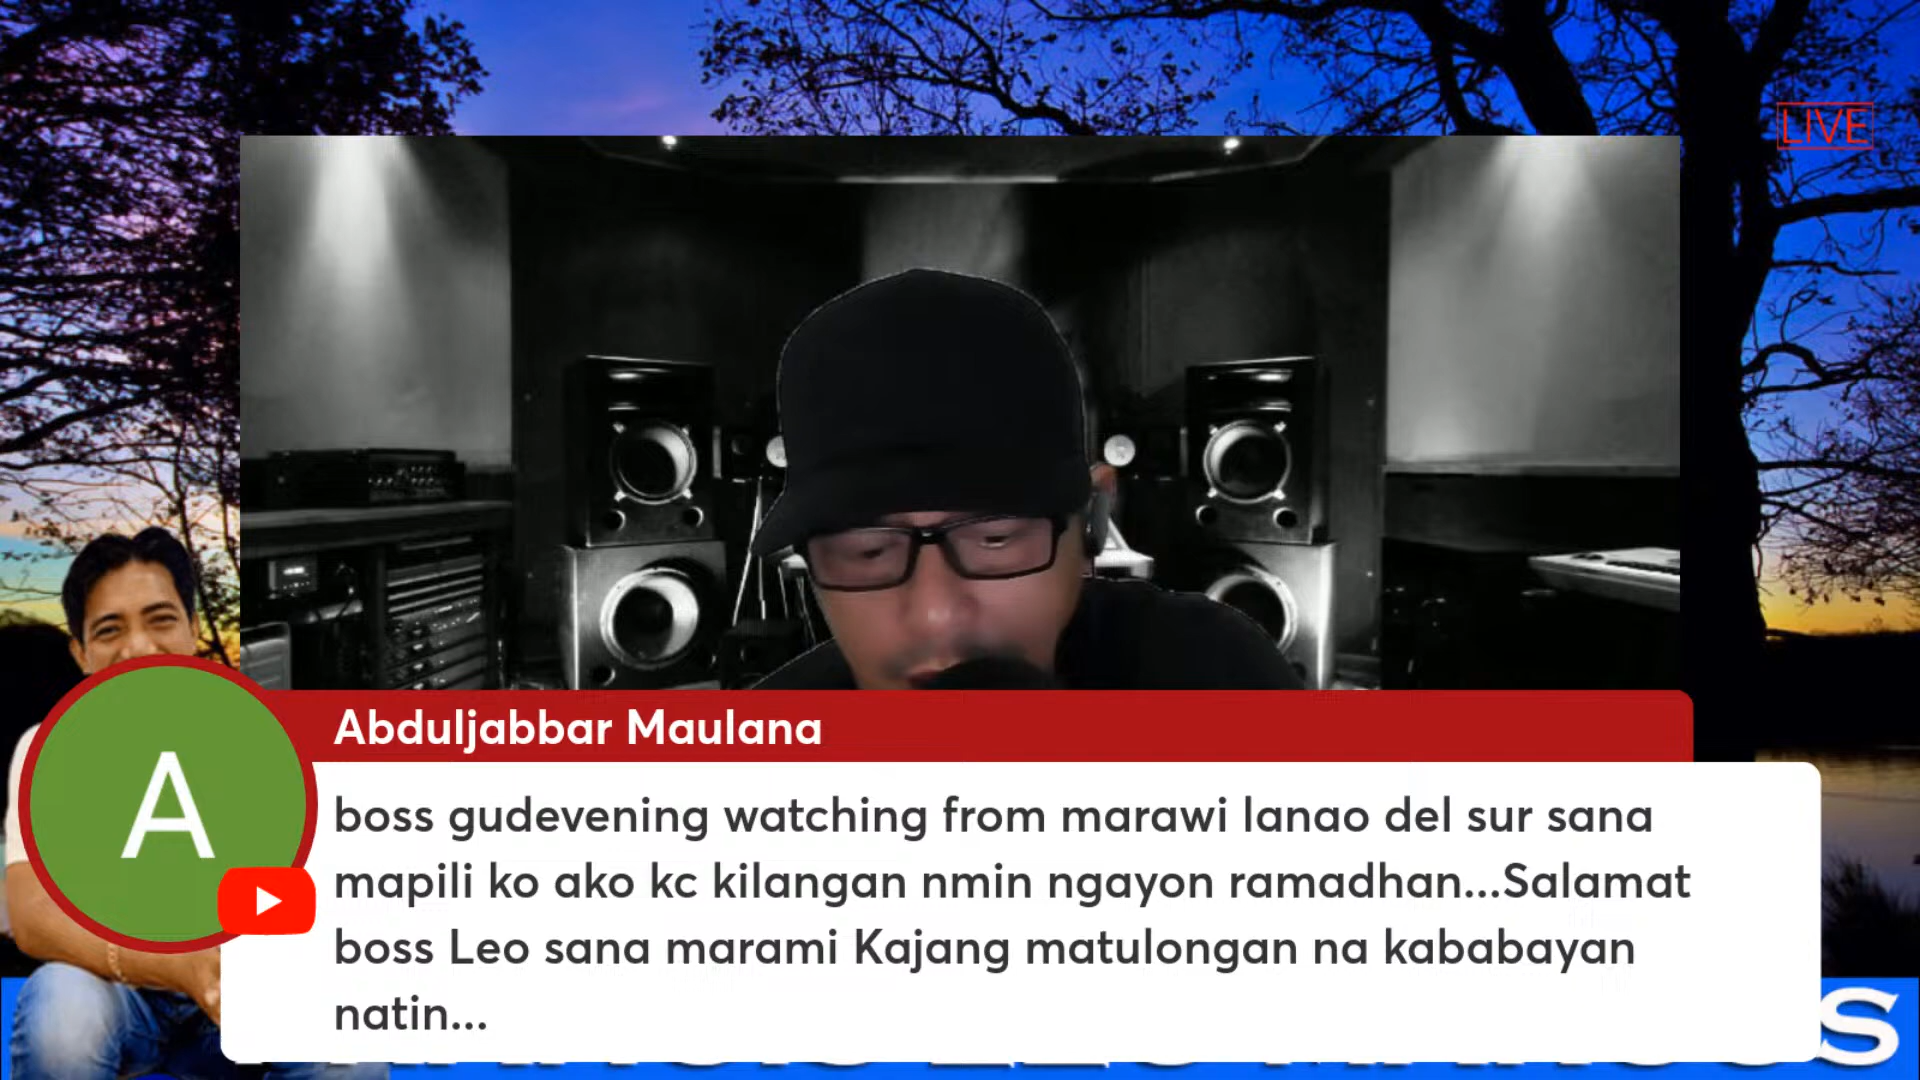 LIVE
Abduljabbar Maulana
A
boss gudevening watching from marawi lanao del sur sana
mapili ko ako kc kilangan nmin ngayon ramadhan...Salamat
boss Leo sana marami Kajang matulongan na kababayan
natin...